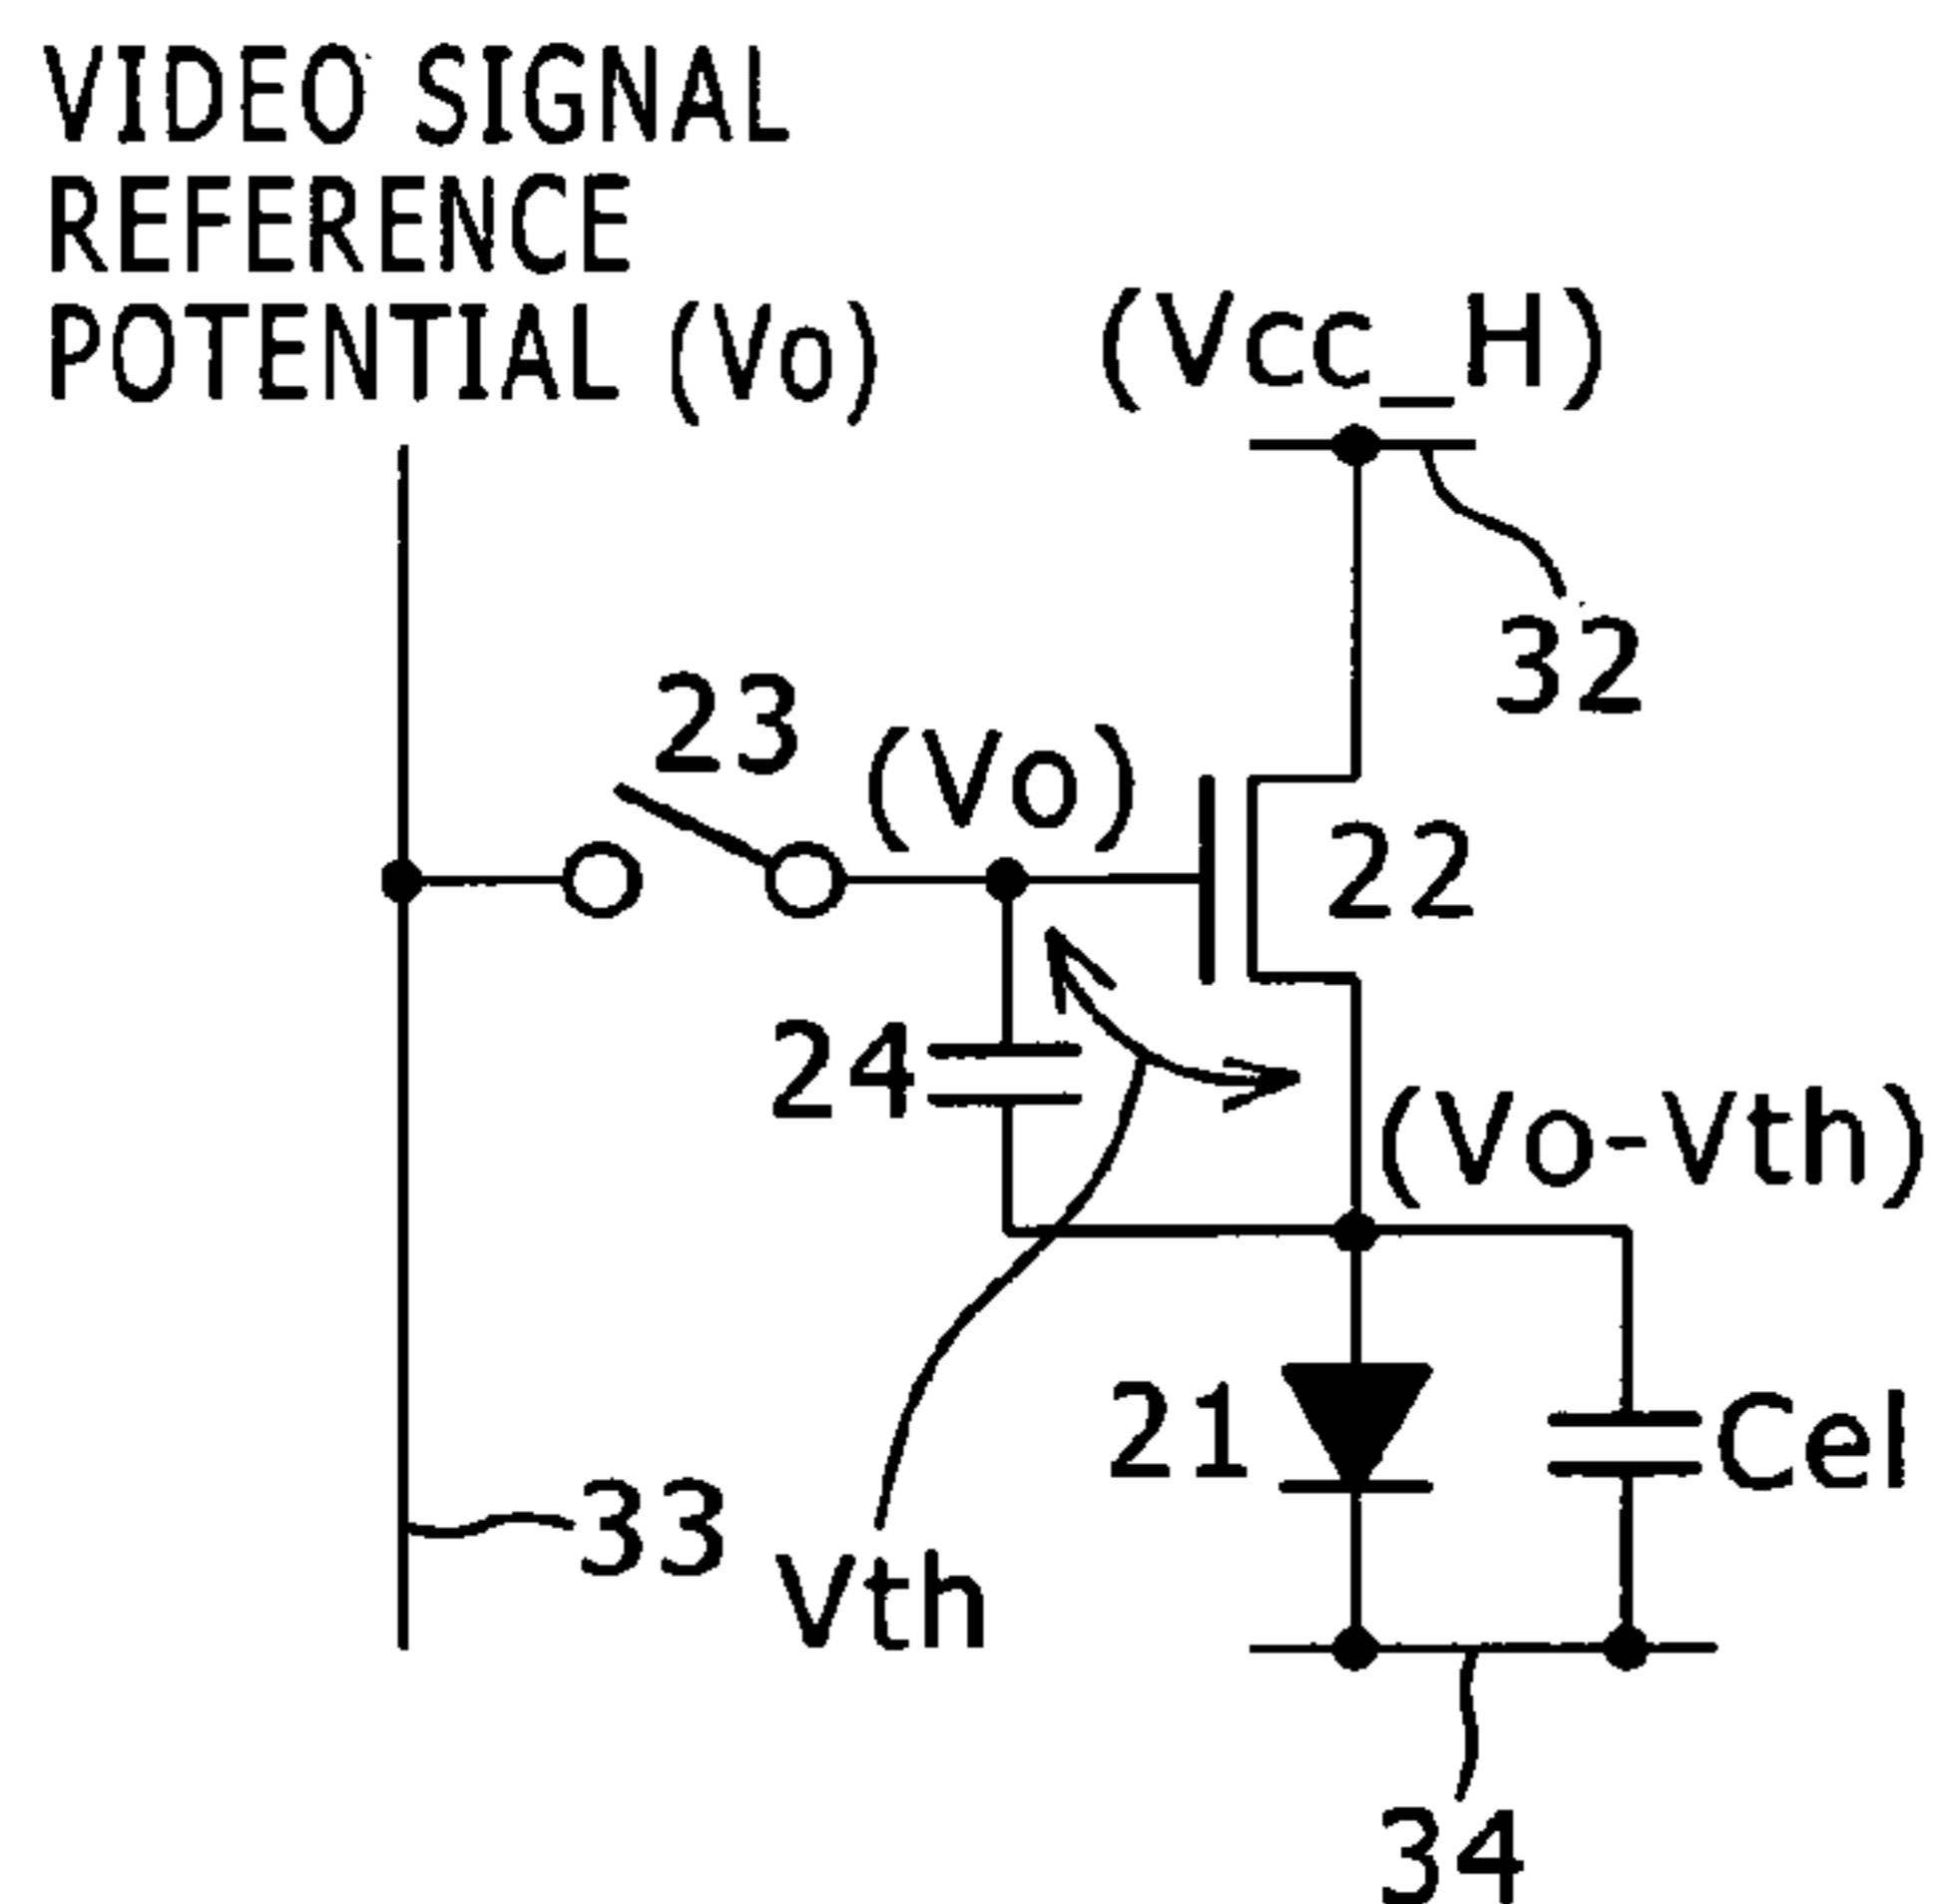 VIDEO SIGNAL
REFERENCE
POTENTIAL (Vo)
(Vcc_H)
32
23
(Vo)
22
24
(Vo-Vth)
21
Cel
33
Vth
34